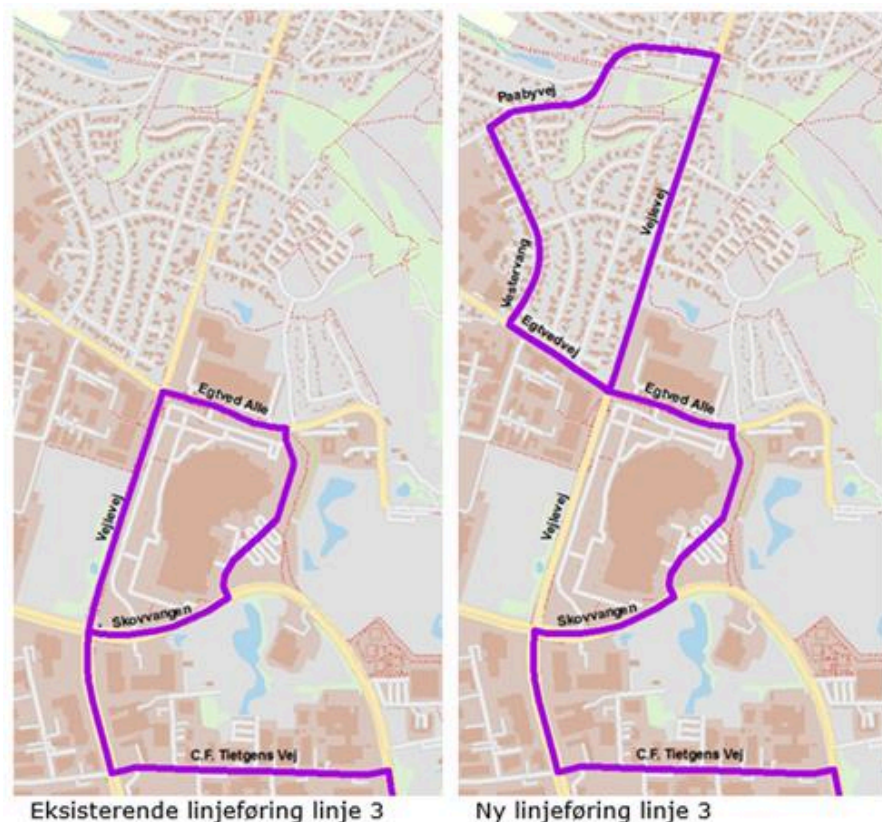 Egtved Alle
Vejlevej
Skovvangen
C.F. Tietgens Vej
Eksisterende linjeføring linje 3
Paabyvej
Vejlevej
Vestervang
Egtvedvej
Egtved Alle
Vejlevej
Skovvangen
C.F. Tietgens Vej
Ny linjeføring linje 3